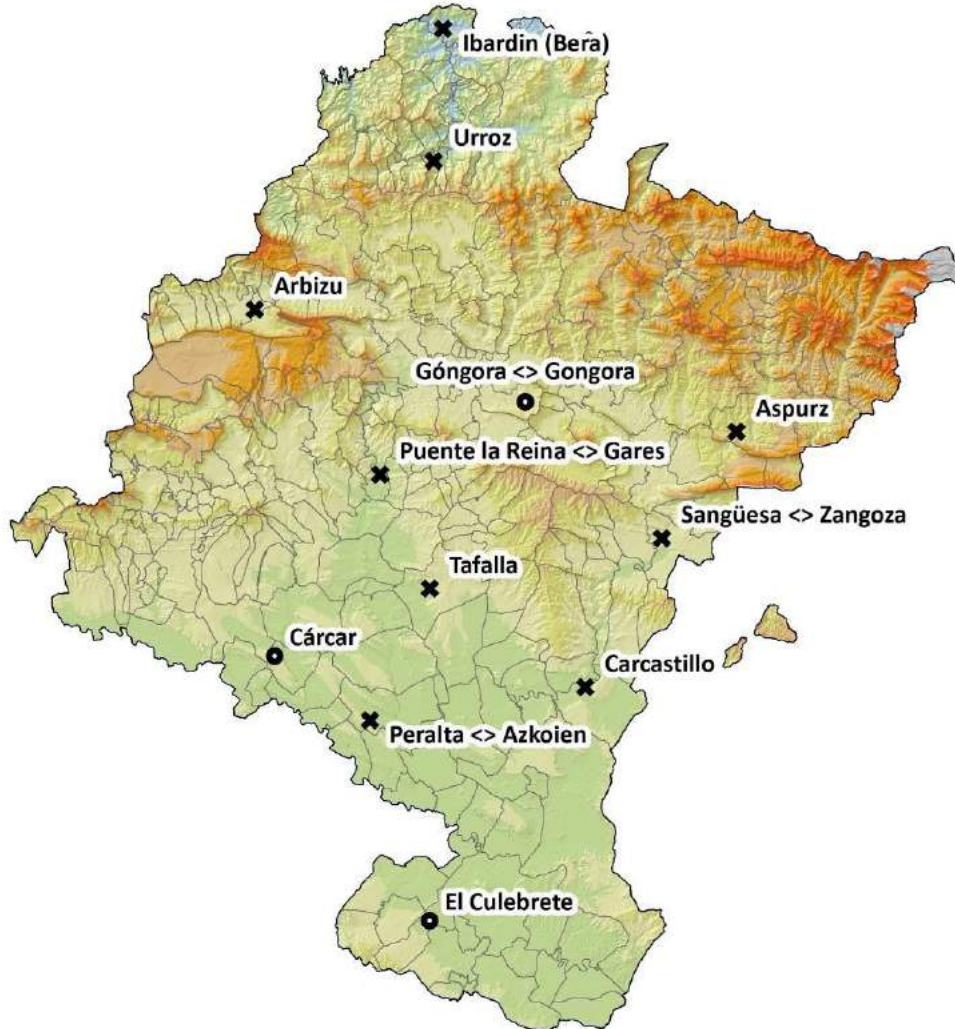 Ibardin (Bera)
Urroz
Arbizu
Góngora <> Gongora
Aspurz
Puente la Reina <> Gares
Sangüesa <> Zangoza
Tafalla
Cárcar
Carcastillo
Peralta <> Azkoien
El Culebrete